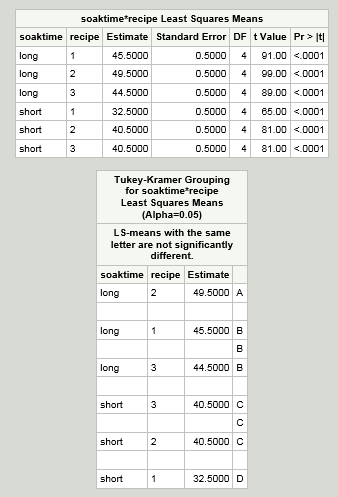 soaktime*recipe Least Squares Means
soaktime recipe Estimate Standard Error DF t Value Pr > |t|
long 1 45.5000 0.5000 4 91.00 <.0001
long 2 49.5000 0.5000 4 99.00 <.0001
long 3 44.5000 0.5000 4 89.00 <.0001
short 1 32.5000 0.5000 4 65.00 <.0001
short 2 40.5000 0.5000 4 81.00 <.0001
short 3 40.5000 0.5000 4 81.00 <.0001
Tukey-Kramer Grouping
for soaktime*recipe
Least Squares Means
(Alpha=0.05)
LS-means with the same
letter are not significantly
different.
soaktime recipe Estimate
long 2 49.5000 A
long 1 45.5000 B
B
long 3 44.5000 B
short 3 40.5000 C
C
short 2 40.5000 C
short 1 32.5000 D